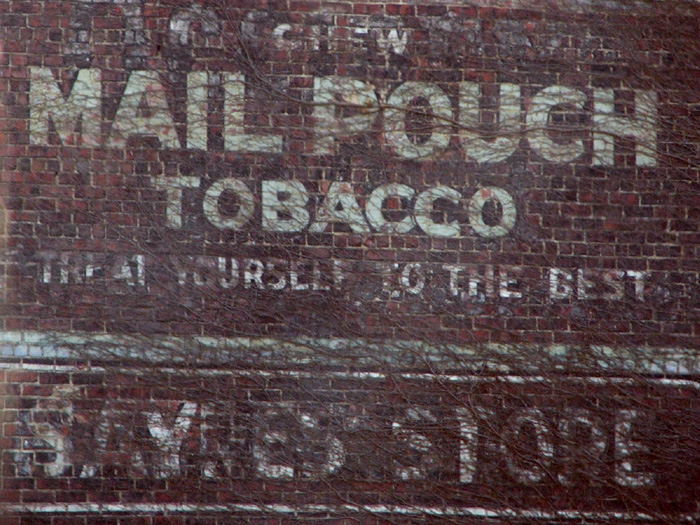 CHEW
MAIL POUCH
TOBACCO
TREAT YOURSELF TO THE BEST
STORE